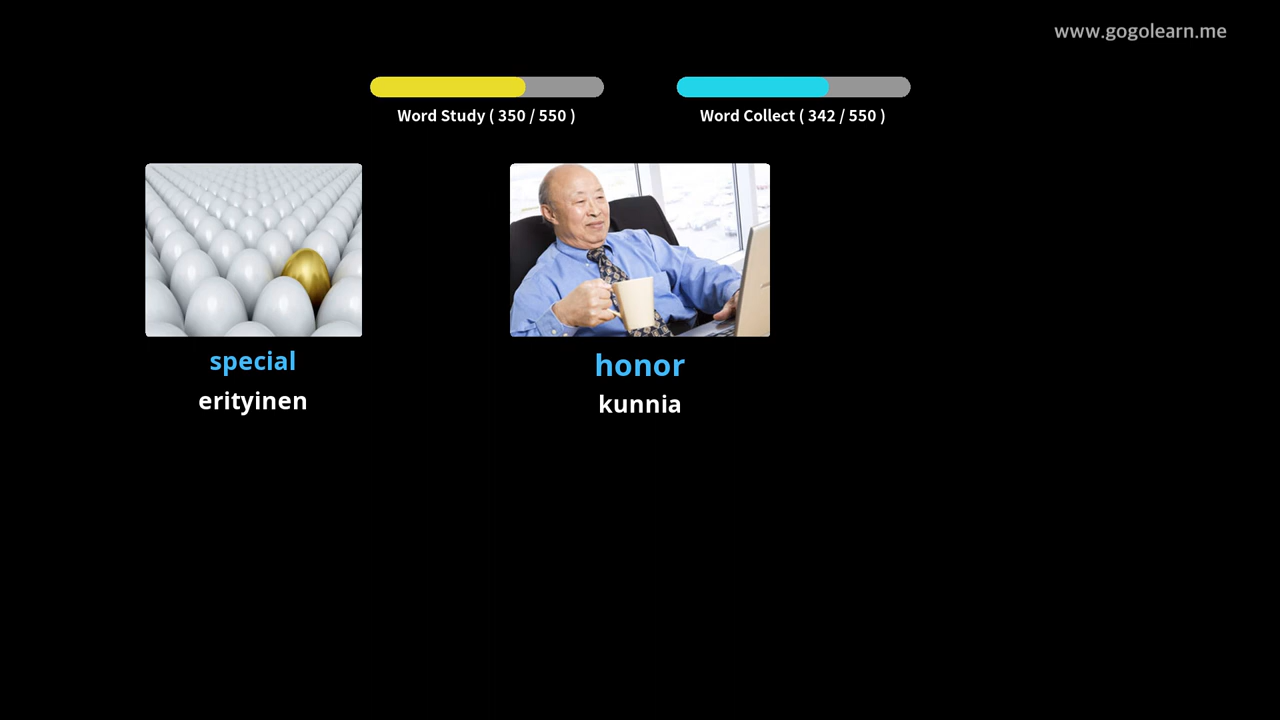 www.gogolearn.me
Word Study ( 350 / 550 )
Word Collect ( 342 / 550 )
special
erityinen
honor
kunnia